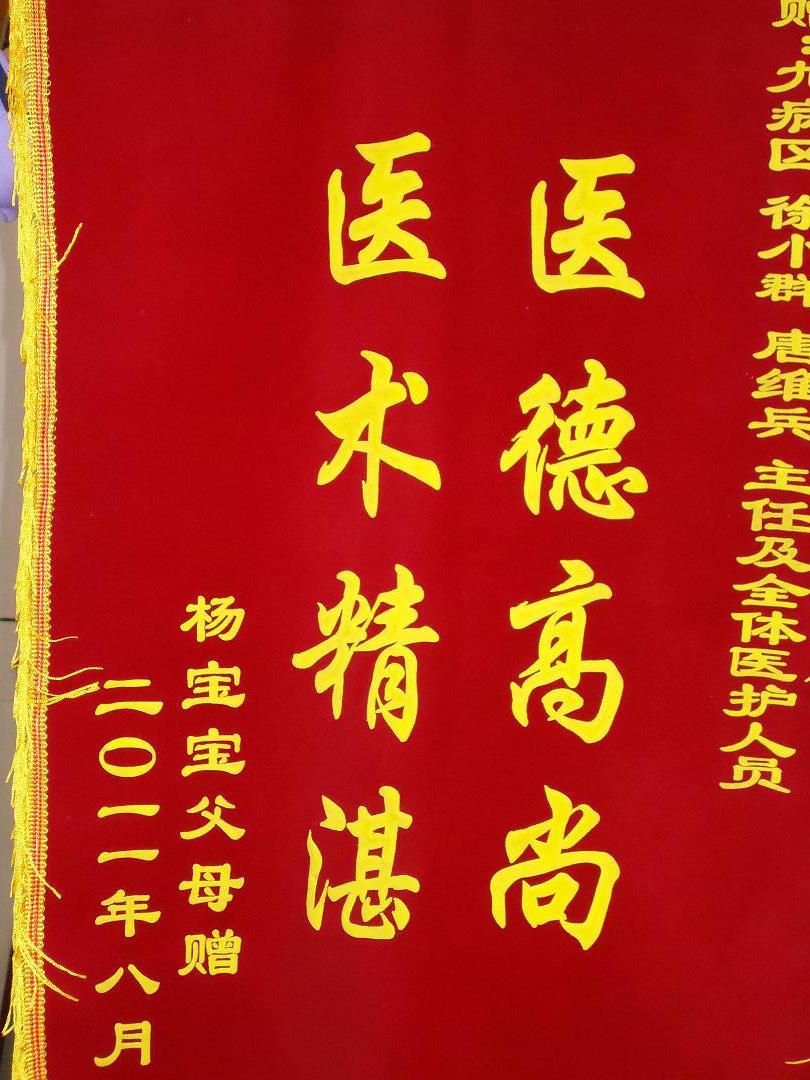 赠:九病区 徐小群 唐维兵 主任及全体医护人员
医德高尚
医术精湛
杨宝宝父母赠
二〇一一年八月